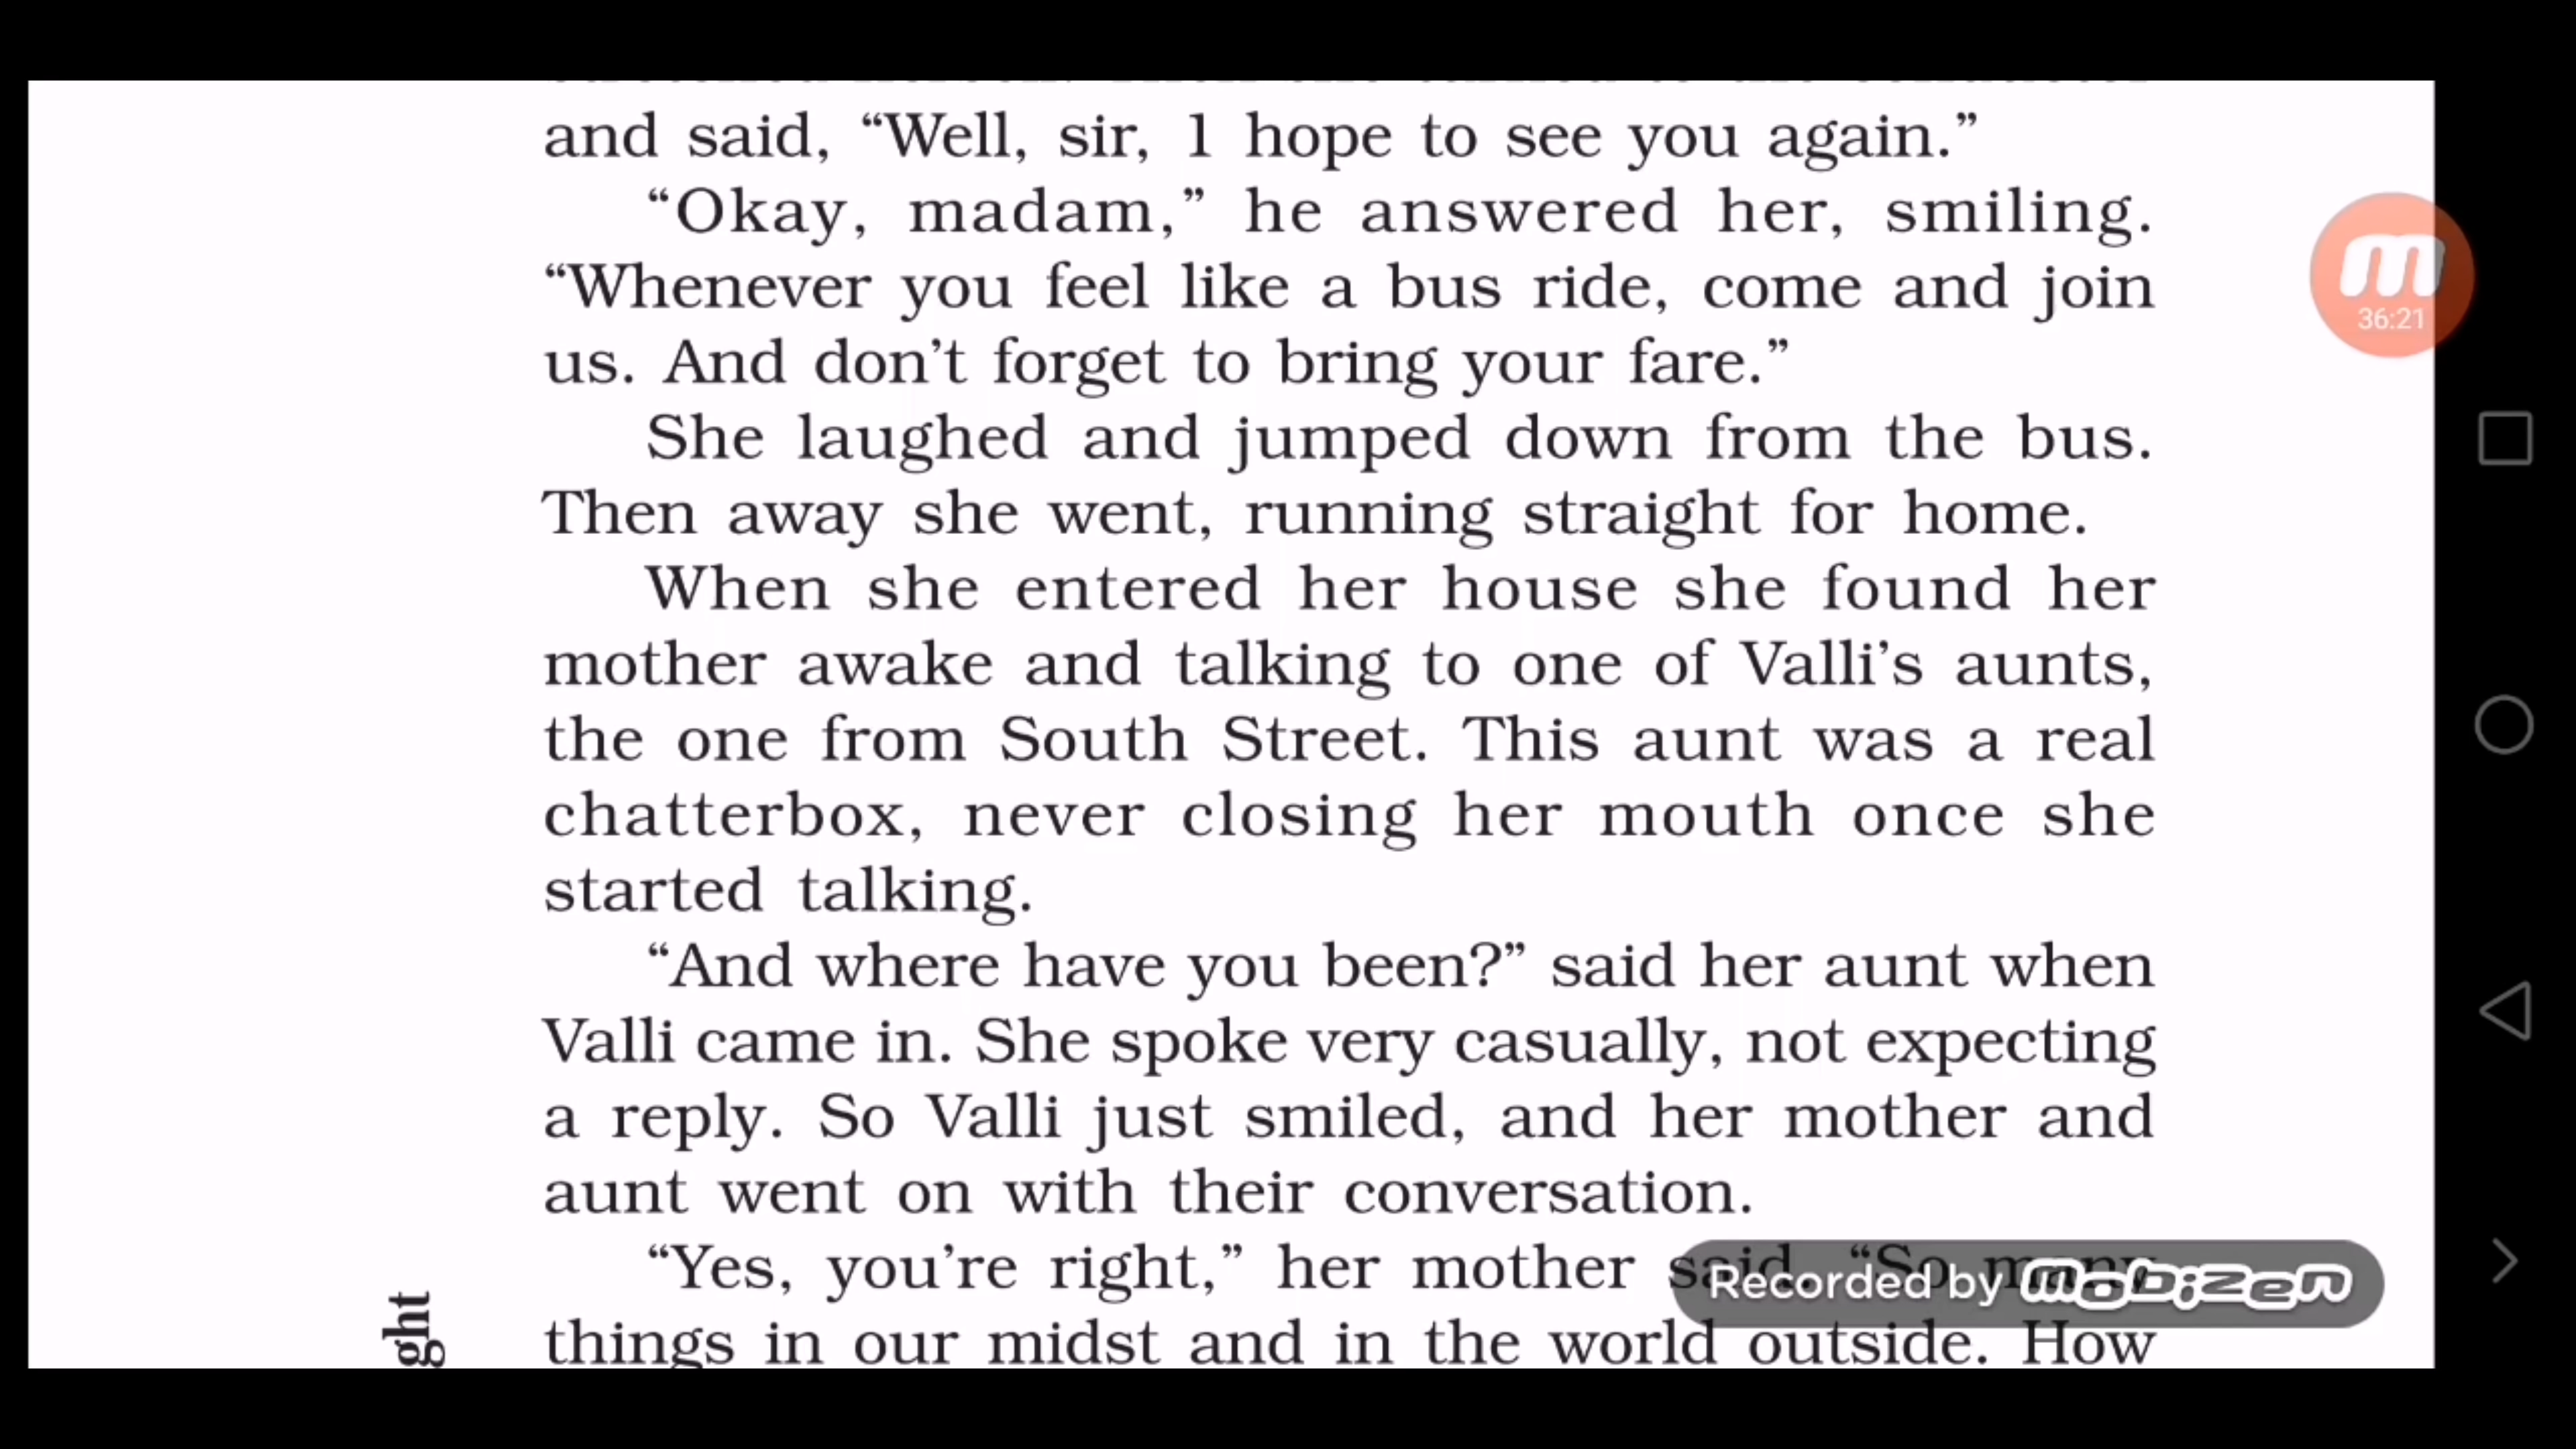 and said, “Well, sir, 1 hope to see you again.”
“Okay, madam,” he answered her, smiling.
“Whenever you feel like a bus ride, come and join
us. And don’t forget to bring your fare.”
She laughed and jumped down from the bus.
Then away she went, running straight for home.
When she entered her house she found her
mother awake and talking to one of Valli’s aunts,
the one from South Street. This aunt was a real
chatterbox, never closing her mouth once she
started talking.
“And where have you been?” said her aunt when
Valli came in. She spoke very casually, not expecting
a reply. So Valli just smiled, and her mother and
aunt went on with their conversation.
“Yes, you’re right,” her mother said. “So many
things in our midst and in the world outside. How
ght
m
36:21
Recorded by mobizen